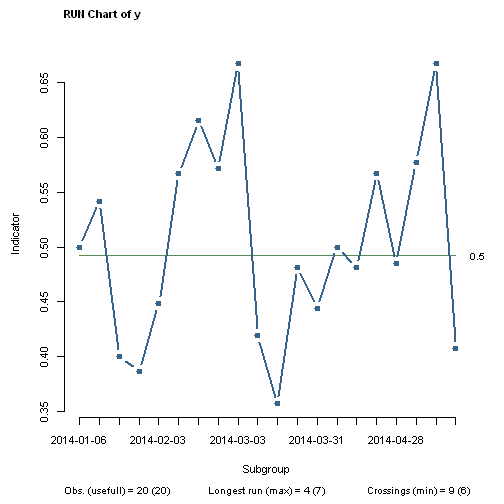 RUN Chart of y
0.65
0.60
0.55
0.50
0.45
0.40
0.35
Indicator
0.5
2014-01-06 2014-02-03 2014-03-03 2014-03-31 2014-04-28
Subgroup
Obs. (usefull) = 20 (20) Longest run (max) = 4 (7) Crossings (min) = 9 (6)